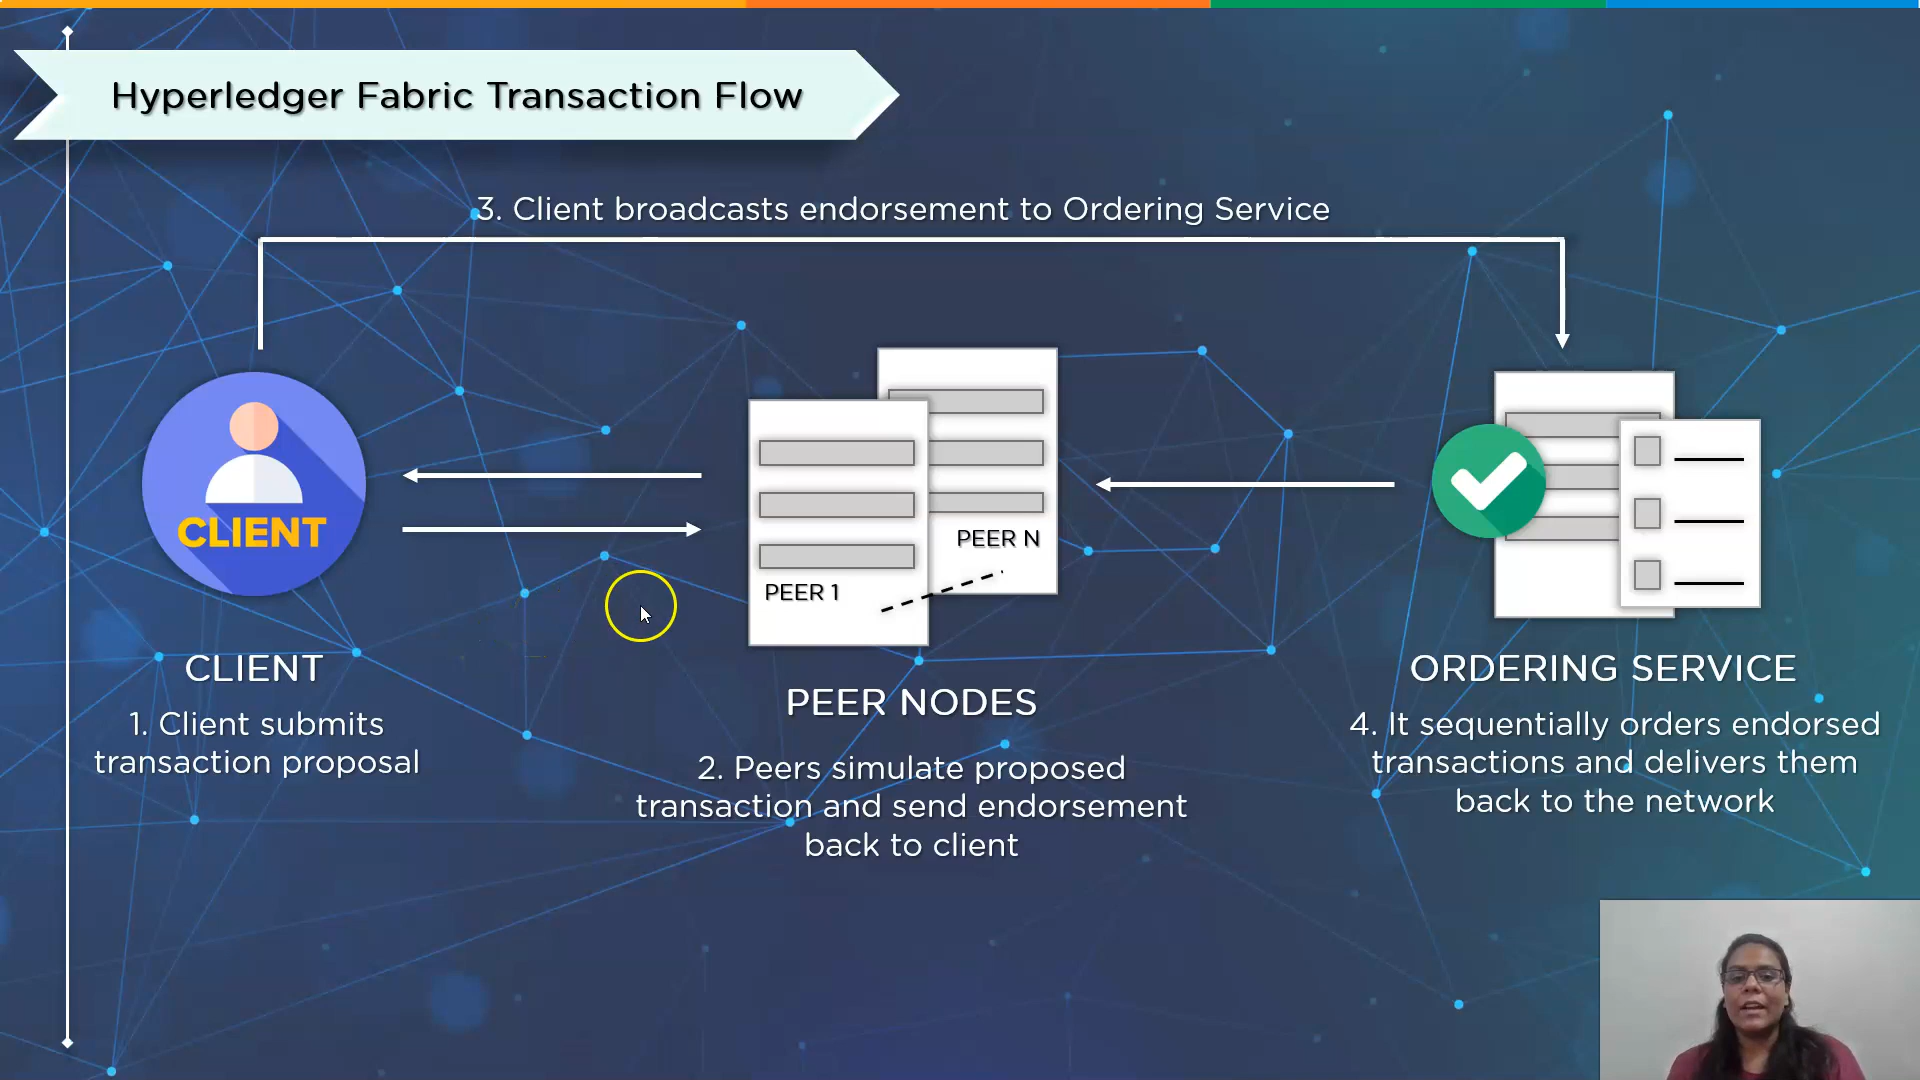 Hyperledger Fabric Transaction Flow
3. Client broadcasts endorsement to Ordering Service
CLIENT
PEER N
PEER 1
CLIENT
1. Client submits
transaction proposal
PEER NODES
2. Peers simulate proposed
transaction and send endorsement
back to client
ORDERING SERVICE
4. It sequentially orders endorsed
transactions and delivers them
back to the network